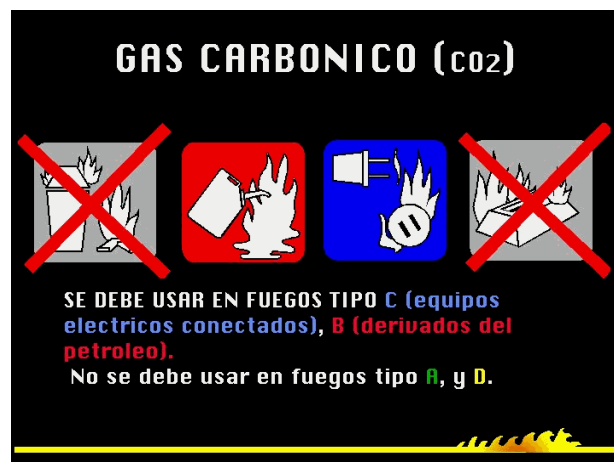 GAS CARBONICO (CO2)
SE DEBE USAR EN FUEGOS TIPO C (equipos
electricos conectados), B (derivados del
petroleo).
No se debe usar en fuegos tipo A, y D.